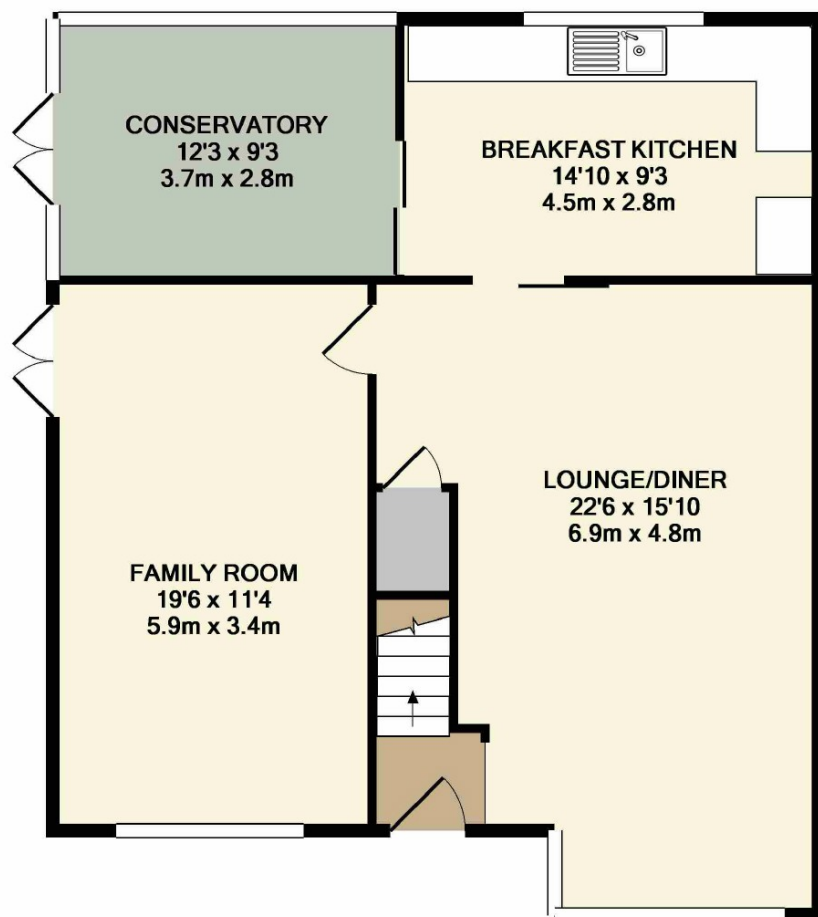 CONSERVATORY
12'3 x 9'3
3.7m x 2.8m
BREAKFAST KITCHEN
14'10 x 9'3
4.5m x 2.8m
LOUNGE/DINER
22'6 x 15'10
6.9m x 4.8m
FAMILY ROOM
19'6 x 11'4
5.9m x 3.4m